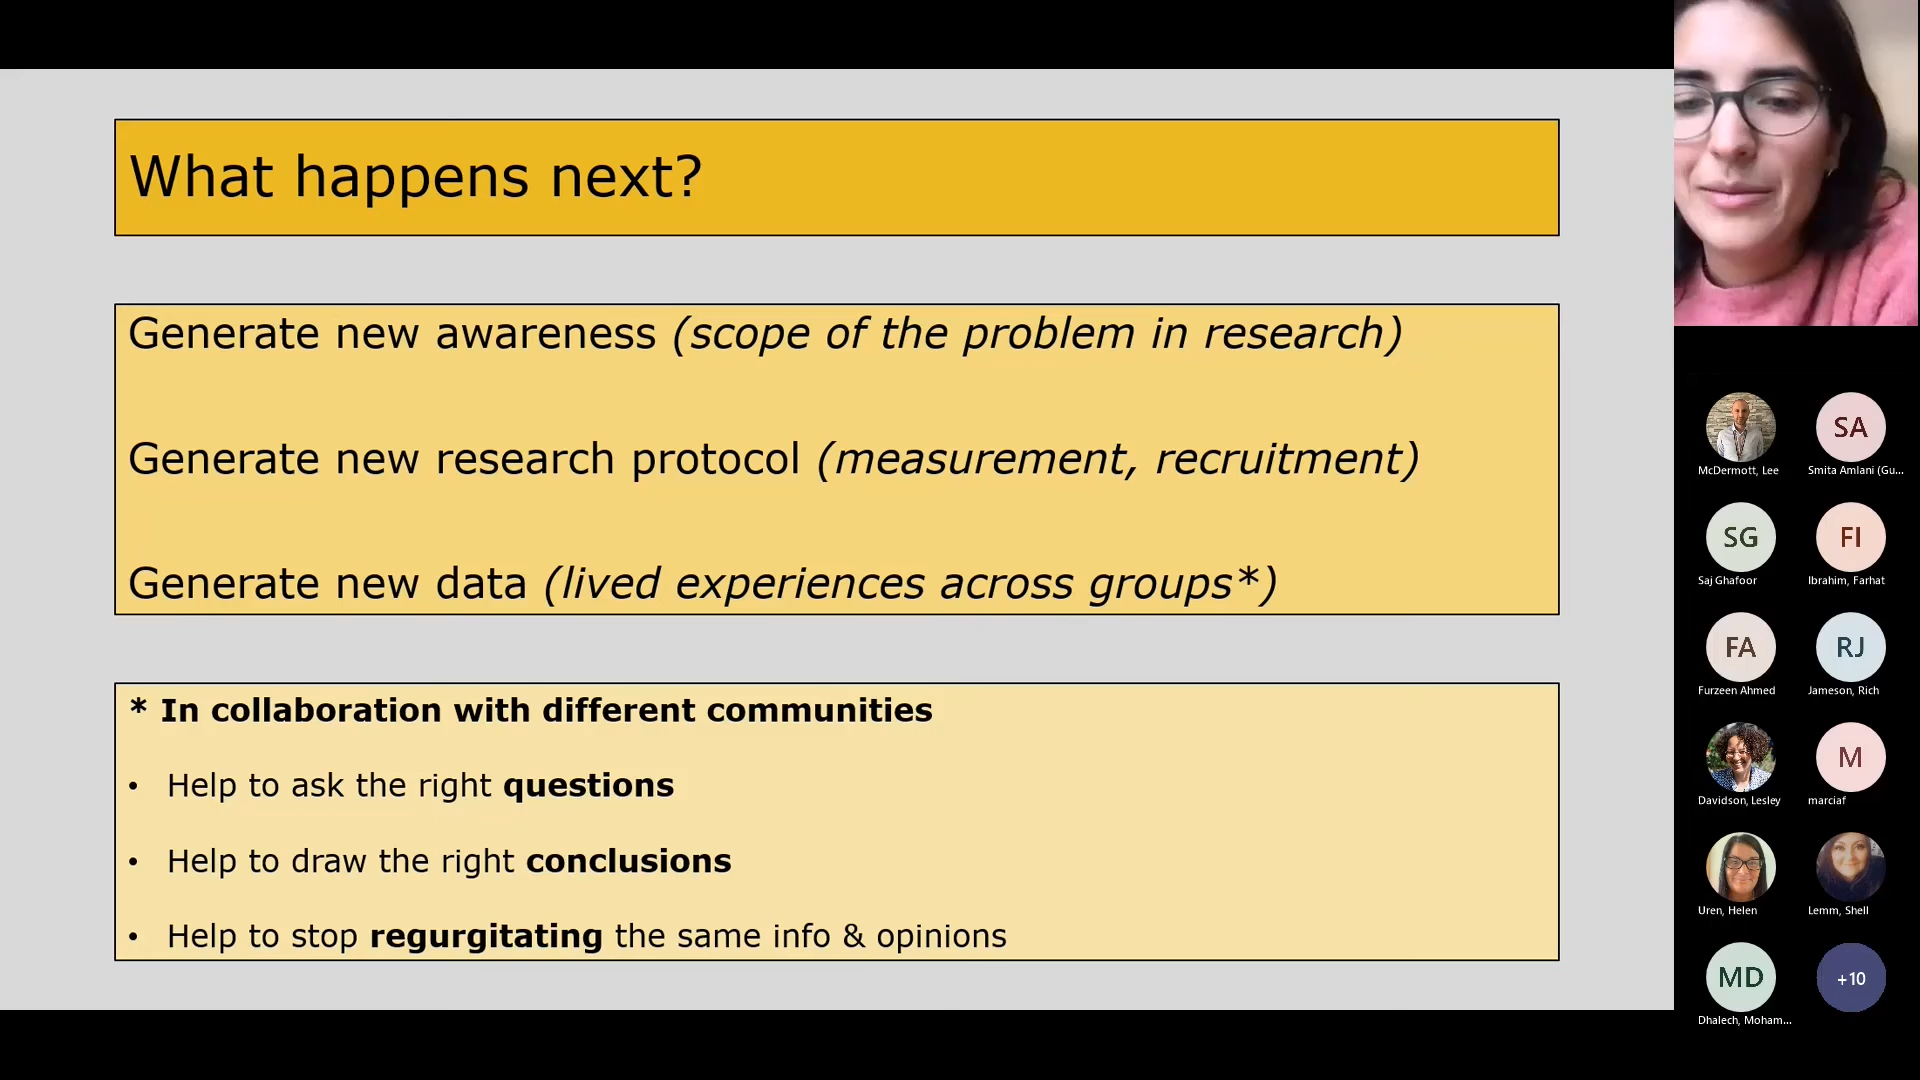 What happens next?
Generate new awareness (scope of the problem in research)
Generate new research protocol (measurement, recruitment)
Generate new data (lived experiences across groups*)
* In collaboration with different communities
• Help to ask the right questions
• Help to draw the right conclusions
• Help to stop regurgitating the same info & opinions
McDermott, Lee
SA
Smita Amlani (Gu...
SG
Saj Ghafoor
FI
Ibrahim, Farhat
FA
Furzeen Ahmed
RJ
Jameson, Rich
Davidson, Lesley
M
marciaf
Uren, Helen
Lemm, Shell
MD
Dhalech, Moham...
+10